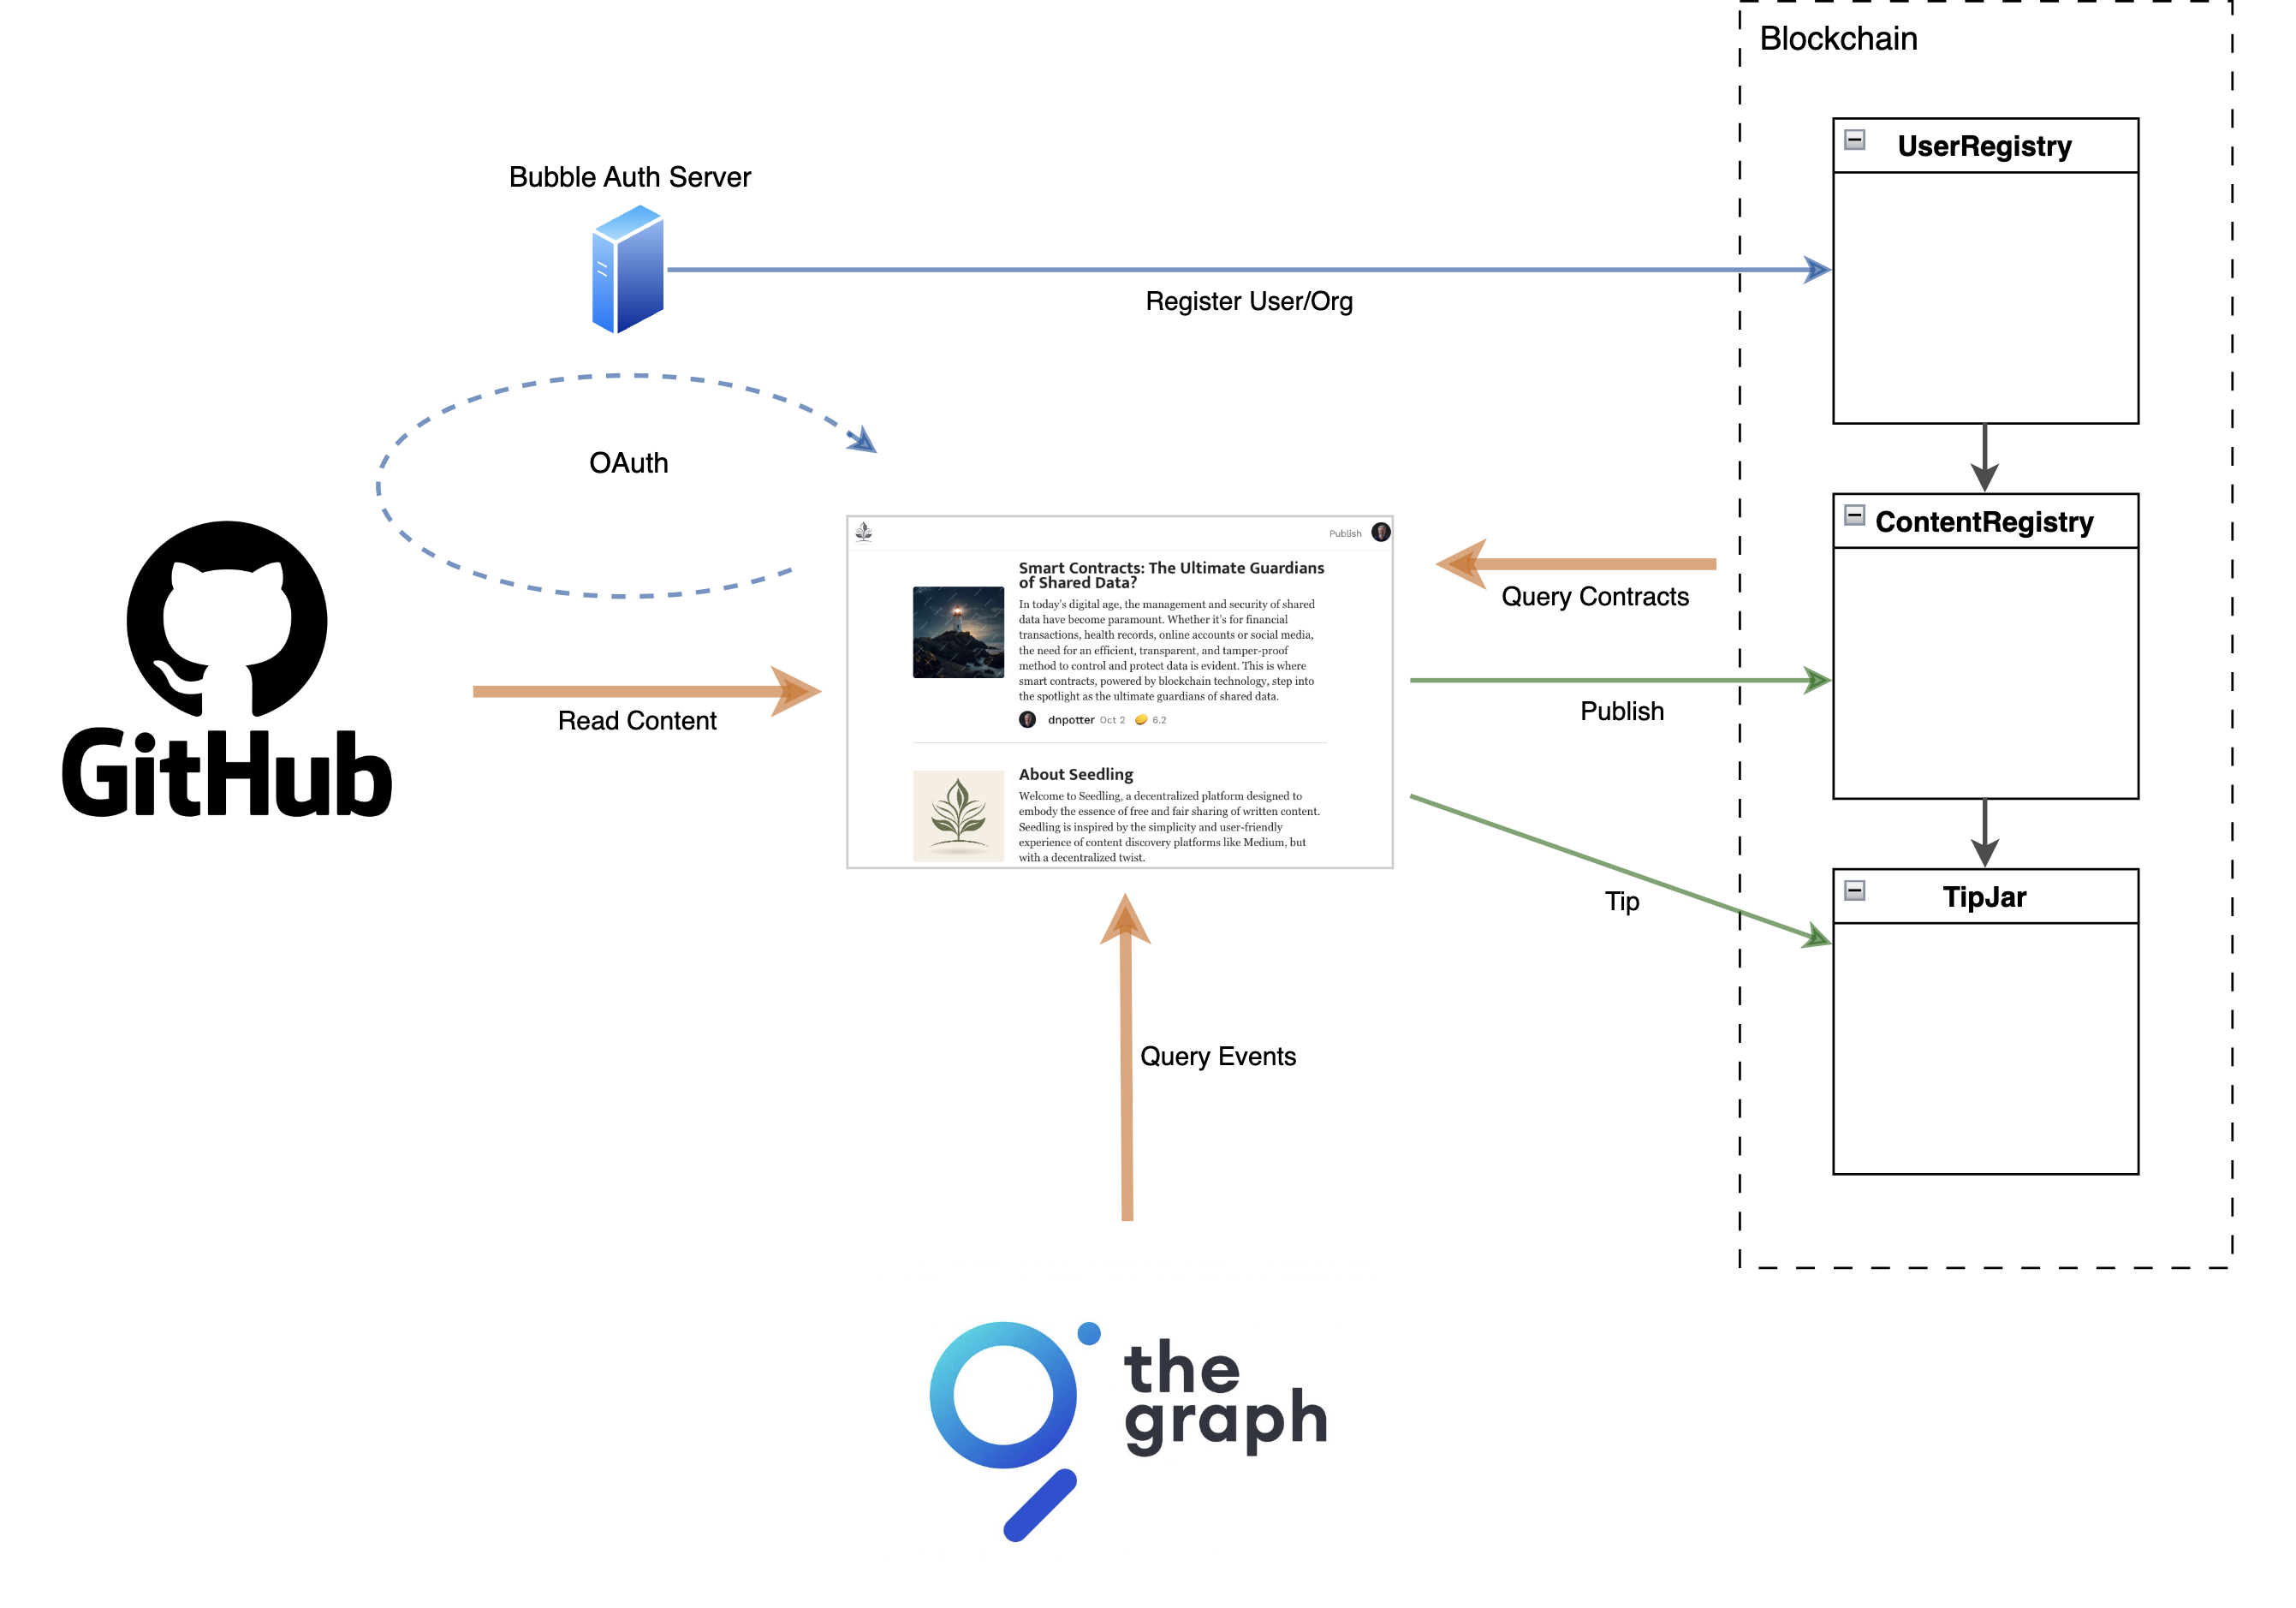 Blockchain
UserRegistry
Bubble Auth Server
Register User/Org
OAuth
ContentRegistry
Publish
Smart Contracts: The Ultimate Guardians
of Shared Data?
In today's digital age, the management and security of shared
data have become paramount. Whether it's for financial
transactions, health records, online accounts or social media,
the need for an efficient, transparent, and tamper-proof
method to control and protect data is evident. This is where
smart contracts, powered by blockchain technology, step into
the spotlight as the ultimate guardians of shared data.
dnpotter Oct 2 6.2
About Seedling
Welcome to Seedling, a decentralized platform designed to
embody the essence of free and fair sharing of written content.
Seedling is inspired by the simplicity and user-friendly
experience of content discovery platforms like Medium, but
with a decentralized twist.
Query Contracts
Read Content
Publish
GitHub
Tip
TipJar
Query Events
the
graph